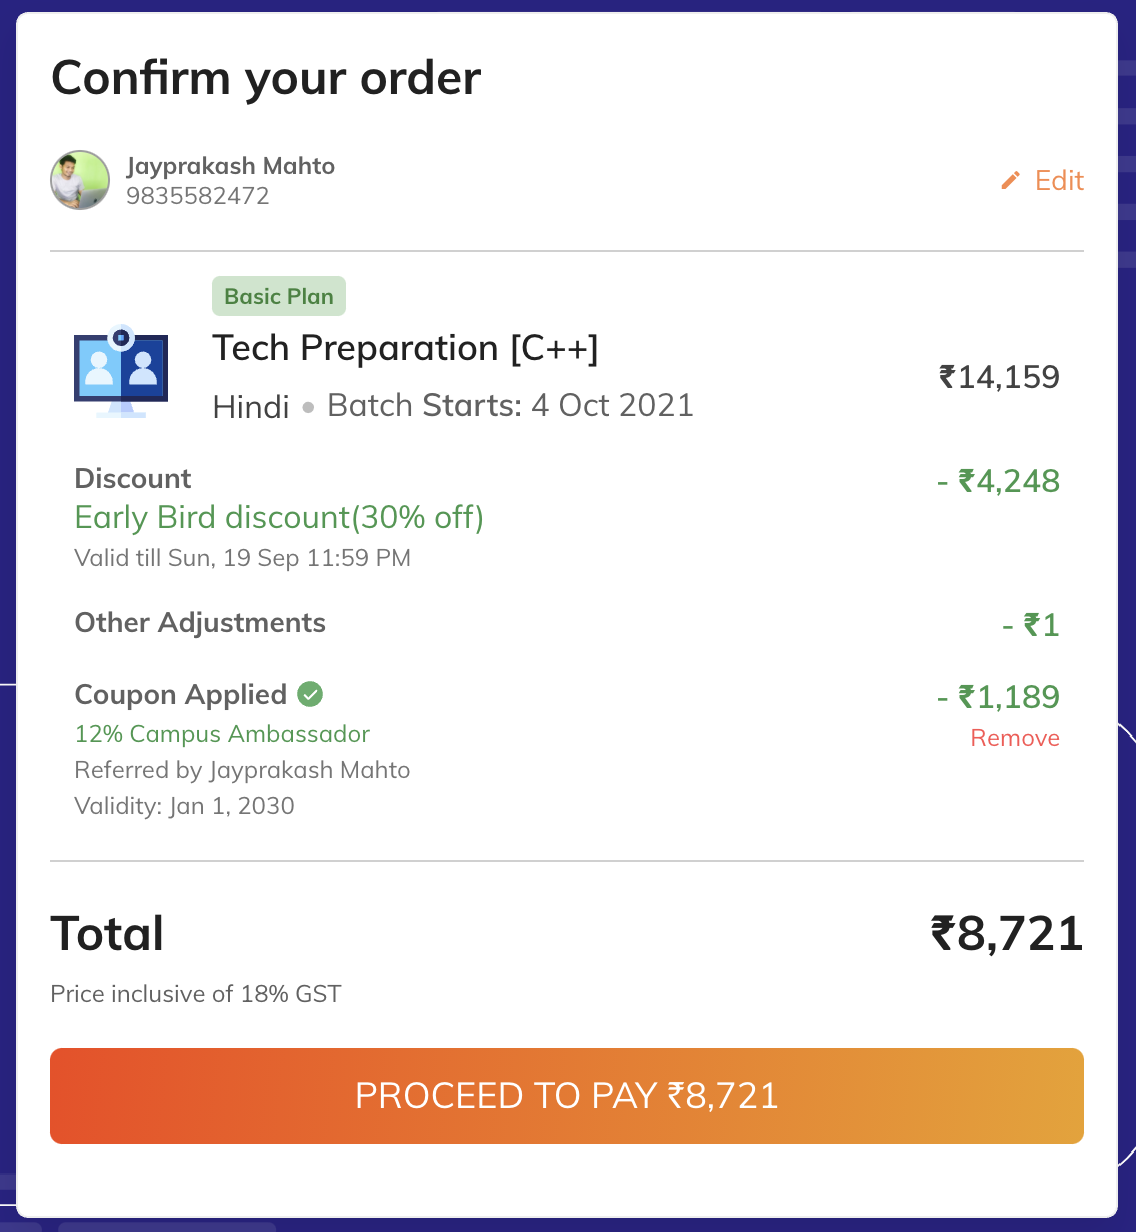 Confirm your order
Jayprakash Mahto
9835582472
Edit
Basic Plan
Tech Preparation [C++]
₹14,159
Hindi • Batch Starts: 4 Oct 2021
Discount
- ₹4,248
Early Bird discount(30% off)
Valid till Sun, 19 Sep 11:59 PM
Other Adjustments
- ₹1
Coupon Applied
- ₹1,189
12% Campus Ambassador
Remove
Referred by Jayprakash Mahto
Validity: Jan 1, 2030
Total
₹8,721
Price inclusive of 18% GST
PROCEED TO PAY ₹8,721